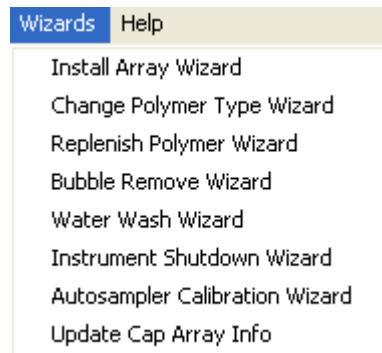 Wizards Help
Install Array Wizard
Change Polymer Type Wizard
Replenish Polymer Wizard
Bubble Remove Wizard
Water Wash Wizard
Instrument Shutdown Wizard
Autosampler Calibration Wizard
Update Cap Array Info